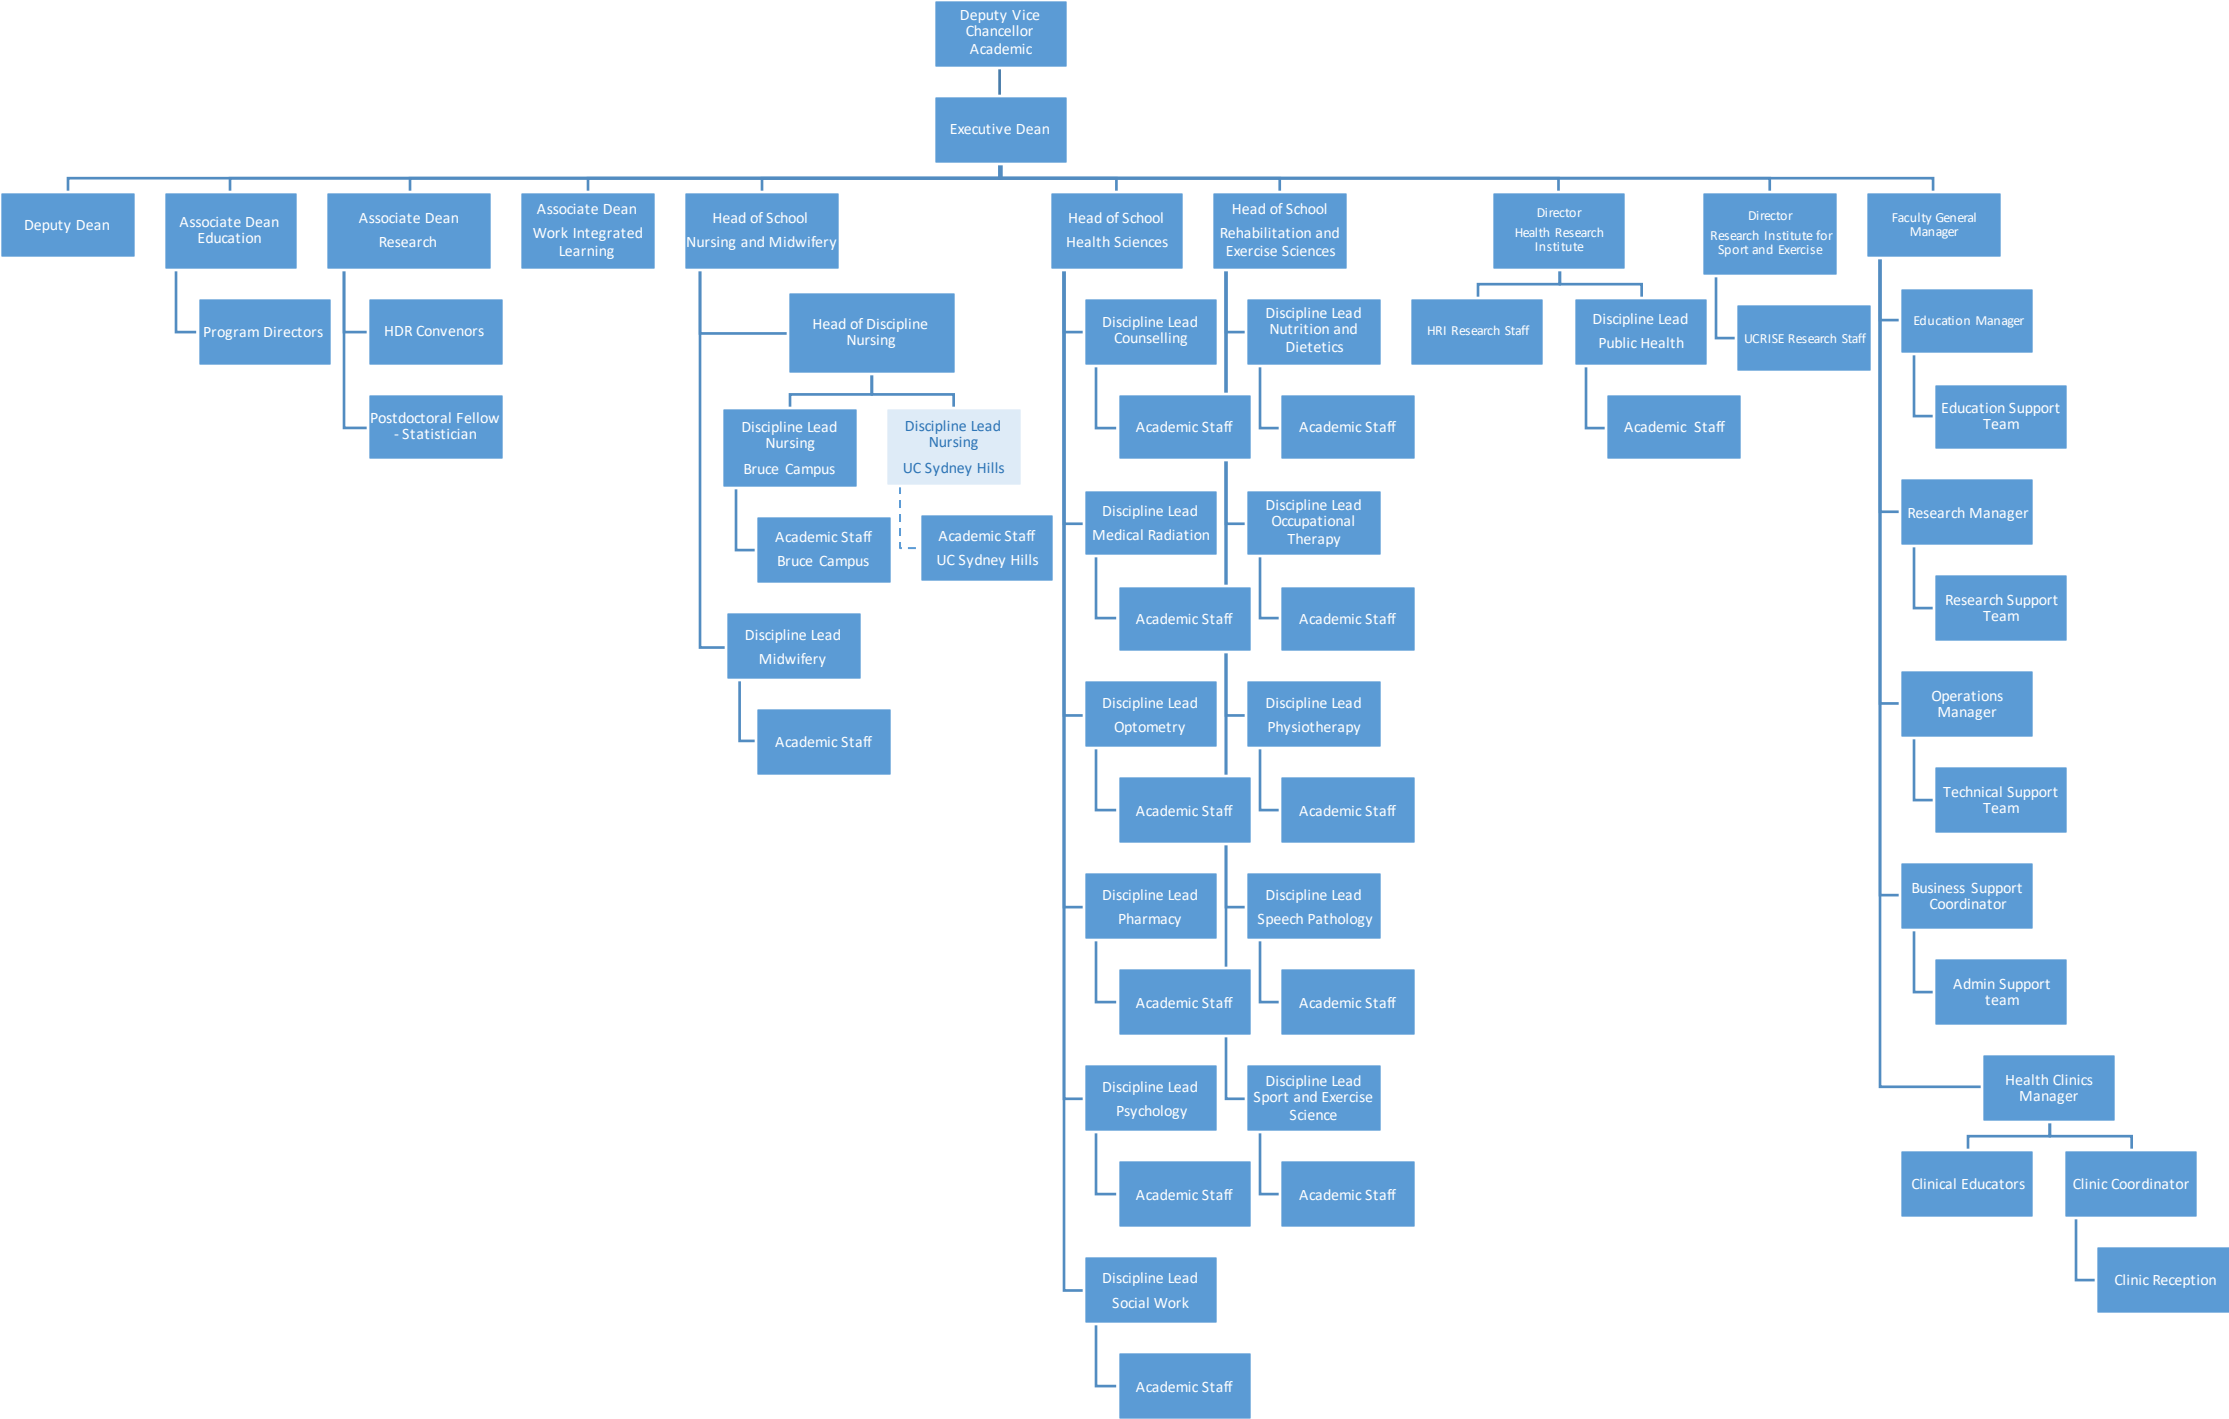 Deputy Vice
Chancellor
Academic
Executive Dean
Deputy Dean
Associate Dean
Education
Program Directors
Associate Dean
Research
HDR Convenors
Postdoctoral Fellow
- Statistician
Associate Dean
Work Integrated
Learning
Head of School
Nursing and Midwifery
Head of Discipline
Nursing
Discipline Lead
Nursing
Bruce Campus
Academic Staff
Bruce Campus
Discipline Lead
Nursing
UC Sydney Hills
Academic Staff
UC Sydney Hills
Discipline Lead
Midwifery
Academic Staff
Head of School
Health Sciences
Discipline Lead
Counselling
Academic Staff
Discipline Lead
Medical Radiation
Academic Staff
Discipline Lead
Optometry
Academic Staff
Discipline Lead
Pharmacy
Academic Staff
Discipline Lead
Psychology
Academic Staff
Discipline Lead
Social Work
Academic Staff
Head of School
Rehabilitation and
Exercise Sciences
Discipline Lead
Nutrition and
Dietetics
Academic Staff
Discipline Lead
Occupational
Therapy
Academic Staff
Discipline Lead
Physiotherapy
Academic Staff
Discipline Lead
Speech Pathology
Academic Staff
Discipline Lead
Sport and Exercise
Science
Academic Staff
Director
Health Research
Institute
HRI Research Staff
Discipline Lead
Public Health
Academic Staff
Director
Research Institute for
Sport and Exercise
UCRISE Research Staff
Faculty General
Manager
Education Manager
Education Support
Team
Research Manager
Research Support
Team
Operations
Manager
Technical Support
Team
Business Support
Coordinator
Admin Support
team
Health Clinics
Manager
Clinical Educators
Clinic Coordinator
Clinic Reception